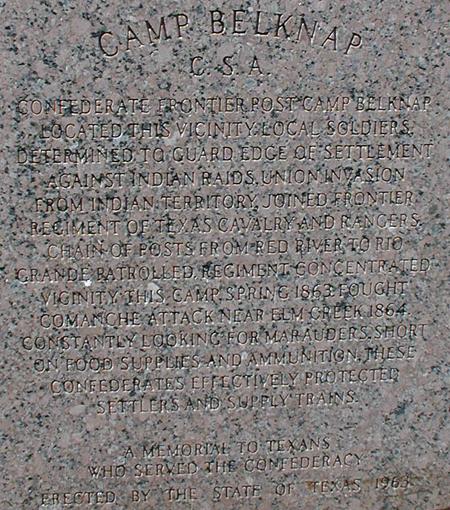 CAMP BELKNAP
C.S.A.
CONFEDERATE FRONTIER POST CAMP BELKNAP
LOCATED THIS VICINITY. LOCAL SOLDIERS,
DETERMINED TO GUARD EDGE OF SETTLEMENT
AGAINST INDIAN RAIDS, UNION INVASION
FROM INDIAN TERRITORY, JOINED FRONTIER
REGIMENT OF TEXAS CAVALRY AND RANGERS.
CHAIN OF POSTS FROM RED RIVER TO RIO
GRANDE PATROLLED. REGIMENT CONCENTRATED
VICINITY THIS CAMP, SPRING 1863. FOUGHT
COMANCHE ATTACK NEAR ELM CREEK 1864.
CONSTANTLY LOOKING FOR MARAUDERS, SHORT
ON FOOD SUPPLIES AND AMMUNITION, THESE
CONFEDERATES EFFECTIVELY PROTECTED
SETTLERS AND SUPPLY TRAINS.
A MEMORIAL TO TEXANS
WHO SERVED THE CONFEDERACY
ERECTED BY THE STATE OF TEXAS 1963